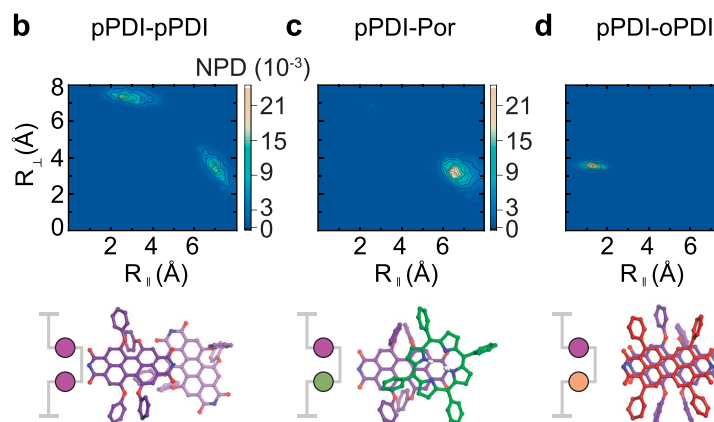 b pPDI-pPDI c pPDI-Por d pPDI-oPDI
NPD (10⁻³)
8
6
4
2
0
R⊥(Å)
21
15
9
3
0
21
15
9
3
0
2 4 6
2 4 6
2 4 6
R∥(Å)
R∥(Å)
R∥(Å)